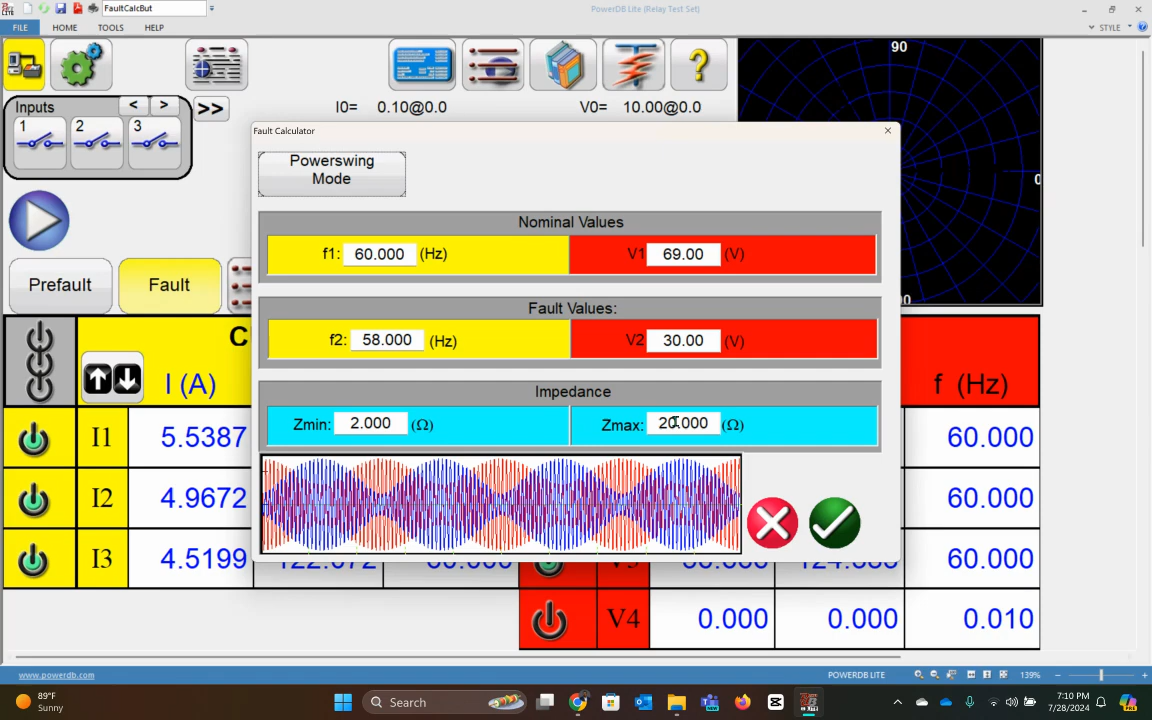 FaultCalcBut
PowerDB Lite (Relay Test Set)
FILE HOME TOOLS HELP
STYLE
Inputs < >
>>
1 2 3
I0= 0.10@0.0
V0= 10.00@0.0
90
0
Fault Calculator
Powerswing
Mode
Nominal Values
f1: 60.000 (Hz)
V1 69.00 (V)
Fault Values:
f2: 58.000 (Hz)
V2 30.00 (V)
Impedance
Zmin: 2.000 (Ω)
Zmax: 20.000 (Ω)
Prefault
Fault
C
I (A)
f (Hz)
I1 5.5387 60.000
I2 4.9672 60.000
I3 4.5199 60.000
V4 0.000 0.000 0.010
www.powerdb.com
POWERDB LITE
139%
89°F
Sunny
Search
7:10 PM
7/28/2024